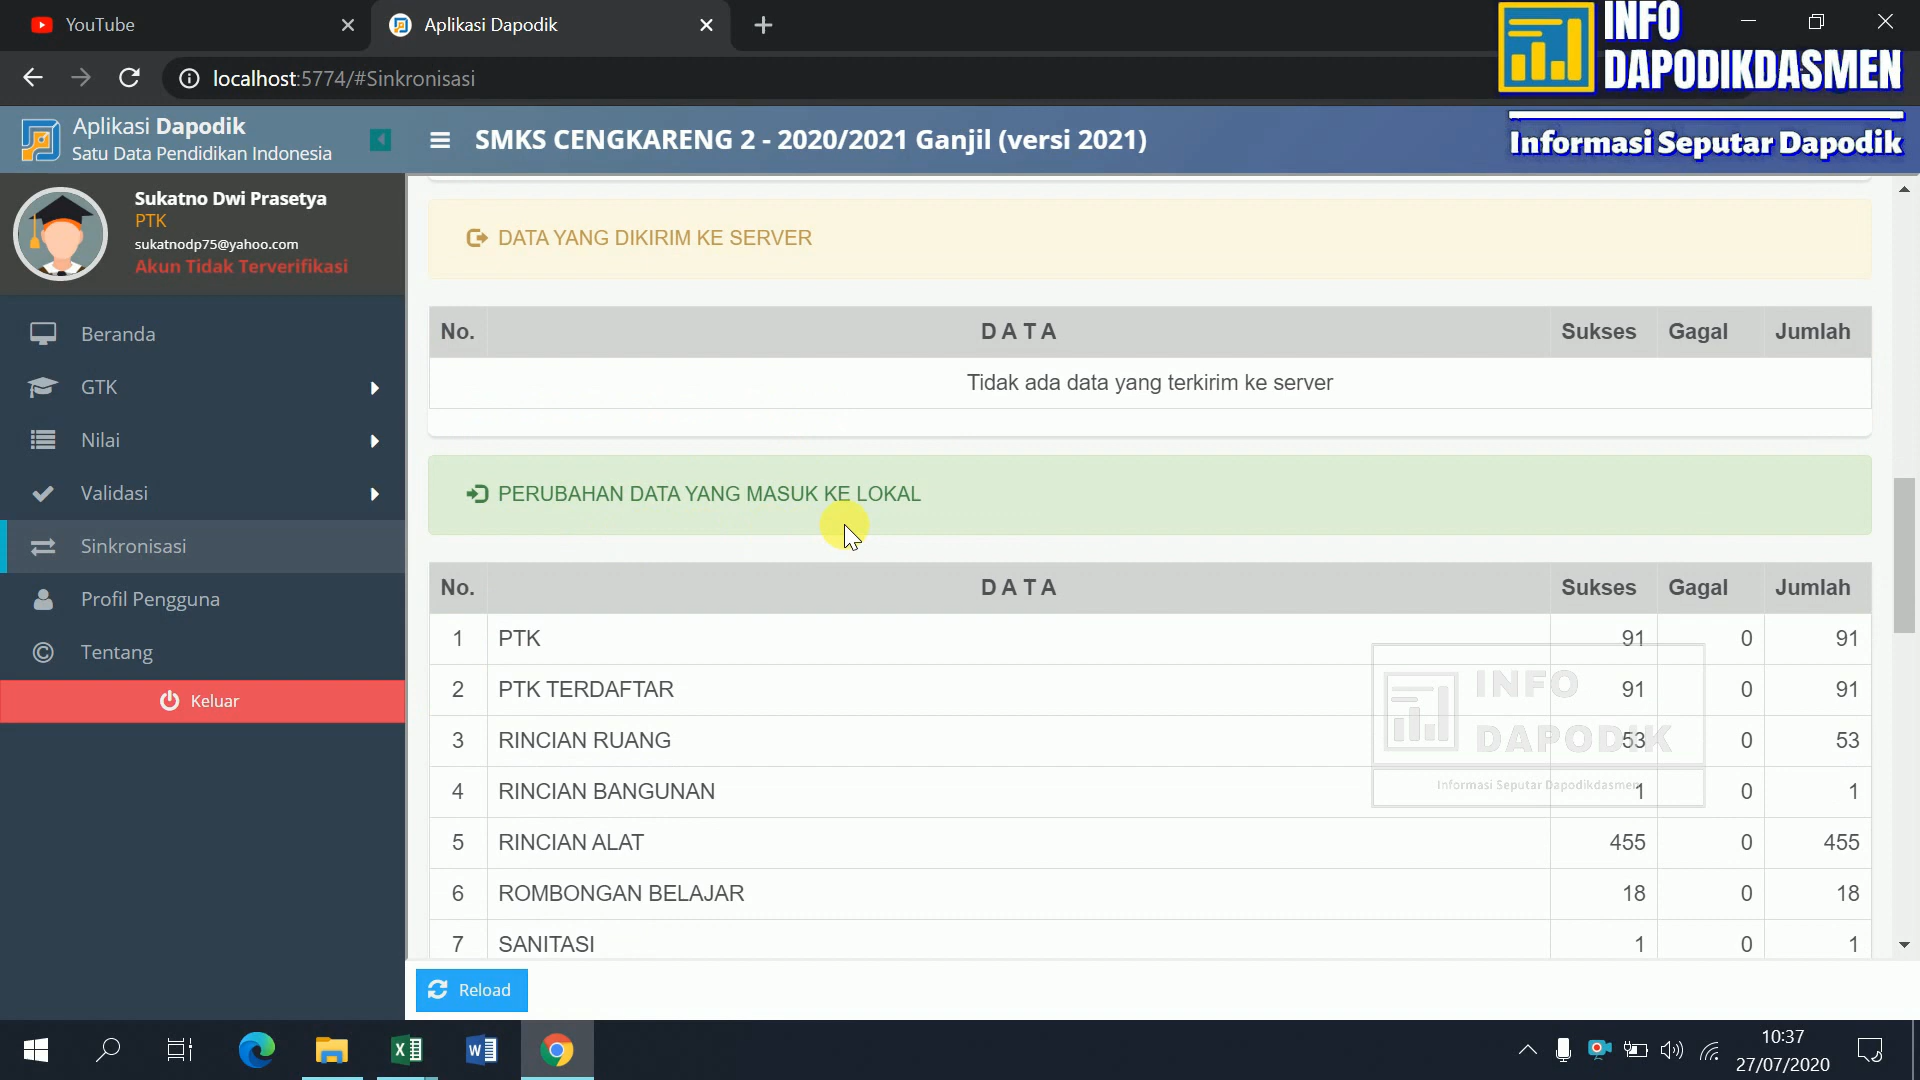 YouTube
Aplikasi Dapodik
INFO
DAPODIKDASMEN
Informasi Seputar Dapodik
localhost:5774/#Sinkronisasi
Aplikasi Dapodik
Satu Data Pendidikan Indonesia
SMKS CENGKARENG 2 - 2020/2021 Ganjil (versi 2021)
Sukatno Dwi Prasetya
PTK
sukatnodp75@yahoo.com
Akun Tidak Terverifikasi
Beranda
GTK
Nilai
Validasi
Sinkronisasi
Profil Pengguna
Tentang
Keluar
DATA YANG DIKIRIM KE SERVER
No. D A T A Sukses Gagal Jumlah
Tidak ada data yang terkirim ke server
PERUBAHAN DATA YANG MASUK KE LOKAL
No. D A T A Sukses Gagal Jumlah
1 PTK 91 0 91
2 PTK TERDAFTAR 91 0 91
3 RINCIAN RUANG 53 0 53
4 RINCIAN BANGUNAN 1 0 1
5 RINCIAN ALAT 455 0 455
6 ROMBONGAN BELAJAR 18 0 18
7 SANITASI 1 0 1
INFO
DAPODIK
Informasi Seputar Dapodikdasmen
Reload
10:37
27/07/2020